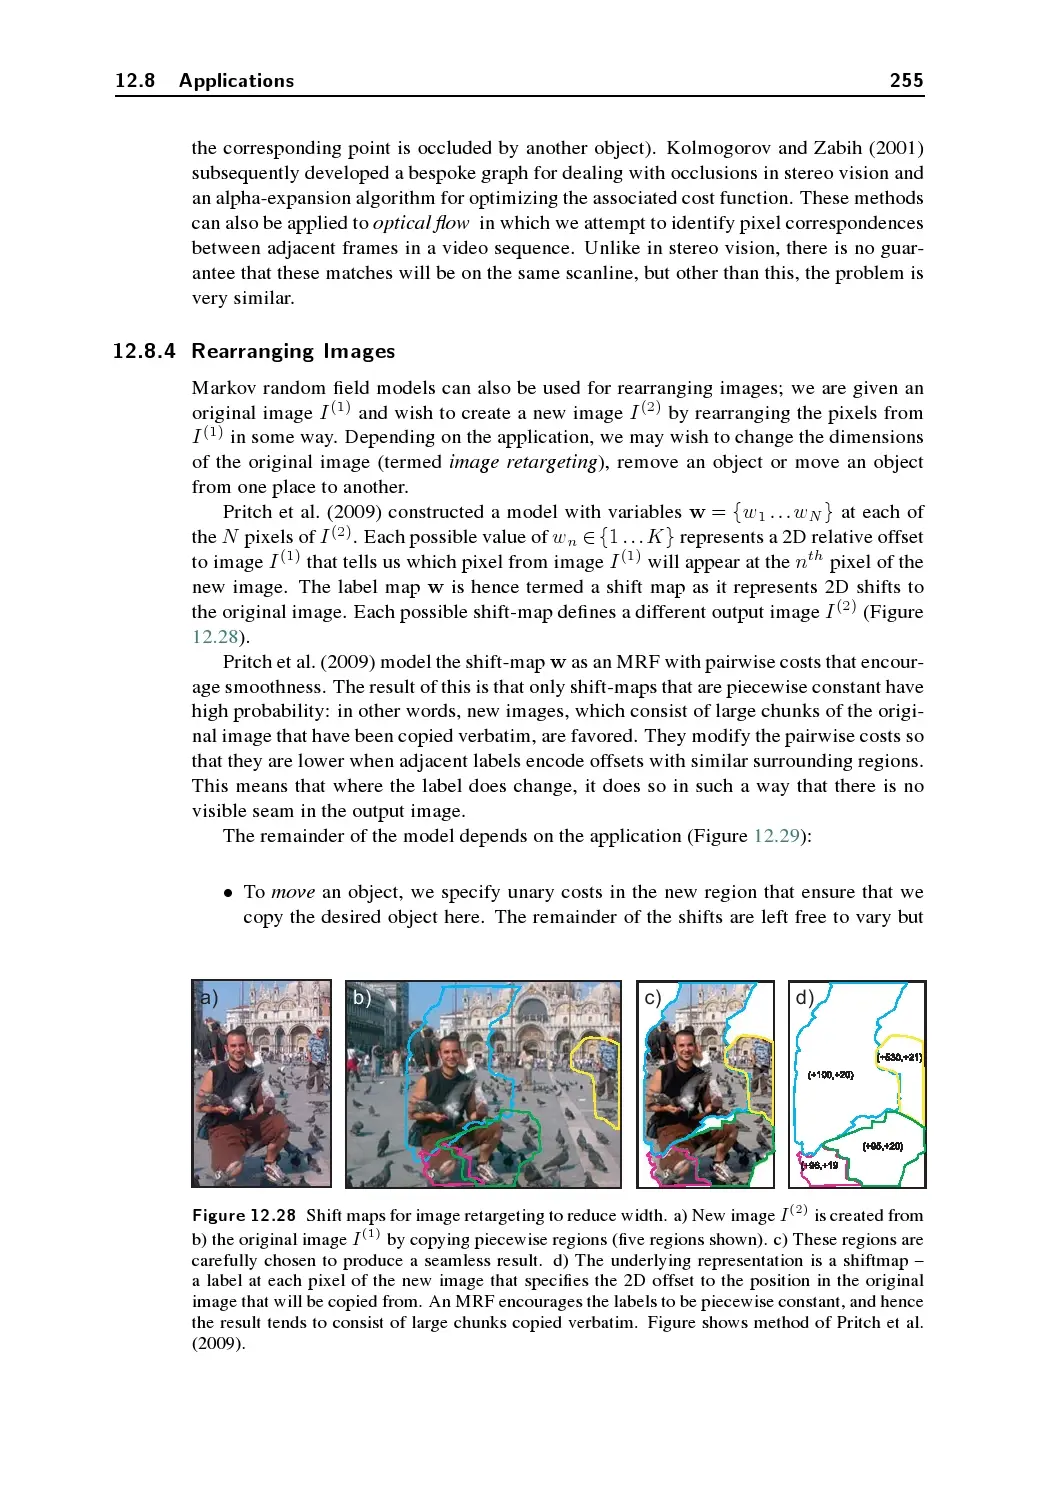 12.8 Applications 255
the corresponding point is occluded by another object). Kolmogorov and Zabih (2001)
subsequently developed a bespoke graph for dealing with occlusions in stereo vision and
an alpha-expansion algorithm for optimizing the associated cost function. These methods
can also be applied to optical flow in which we attempt to identify pixel correspondences
between adjacent frames in a video sequence. Unlike in stereo vision, there is no guar-
antee that these matches will be on the same scanline, but other than this, the problem is
very similar.
12.8.4 Rearranging Images
Markov random field models can also be used for rearranging images; we are given an
original image I(1) and wish to create a new image I(2) by rearranging the pixels from
I(1) in some way. Depending on the application, we may wish to change the dimensions
of the original image (termed image retargeting), remove an object or move an object
from one place to another.
Pritch et al. (2009) constructed a model with variables w = {w1 ... wN} at each of
the N pixels of I(2). Each possible value of wn ∈ {1 ... K} represents a 2D relative offset
to image I(1) that tells us which pixel from image I(1) will appear at the nth pixel of the
new image. The label map w is hence termed a shift map as it represents 2D shifts to
the original image. Each possible shift-map defines a different output image I(2) (Figure
12.28).
Pritch et al. (2009) model the shift-map w as an MRF with pairwise costs that encour-
age smoothness. The result of this is that only shift-maps that are piecewise constant have
high probability: in other words, new images, which consist of large chunks of the origi-
nal image that have been copied verbatim, are favored. They modify the pairwise costs so
that they are lower when adjacent labels encode offsets with similar surrounding regions.
This means that where the label does change, it does so in such a way that there is no
visible seam in the output image.
The remainder of the model depends on the application (Figure 12.29):
• To move an object, we specify unary costs in the new region that ensure that we
copy the desired object here. The remainder of the shifts are left free to vary but
a) b) c) d)
(+530,+21)
(+100,+20)
(+95,+20)
(+96,+19
Figure 12.28 Shift maps for image retargeting to reduce width. a) New image I(2) is created from
b) the original image I(1) by copying piecewise regions (five regions shown). c) These regions are
carefully chosen to produce a seamless result. d) The underlying representation is a shiftmap –
a label at each pixel of the new image that specifies the 2D offset to the position in the original
image that will be copied from. An MRF encourages the labels to be piecewise constant, and hence
the result tends to consist of large chunks copied verbatim. Figure shows method of Pritch et al.
(2009).